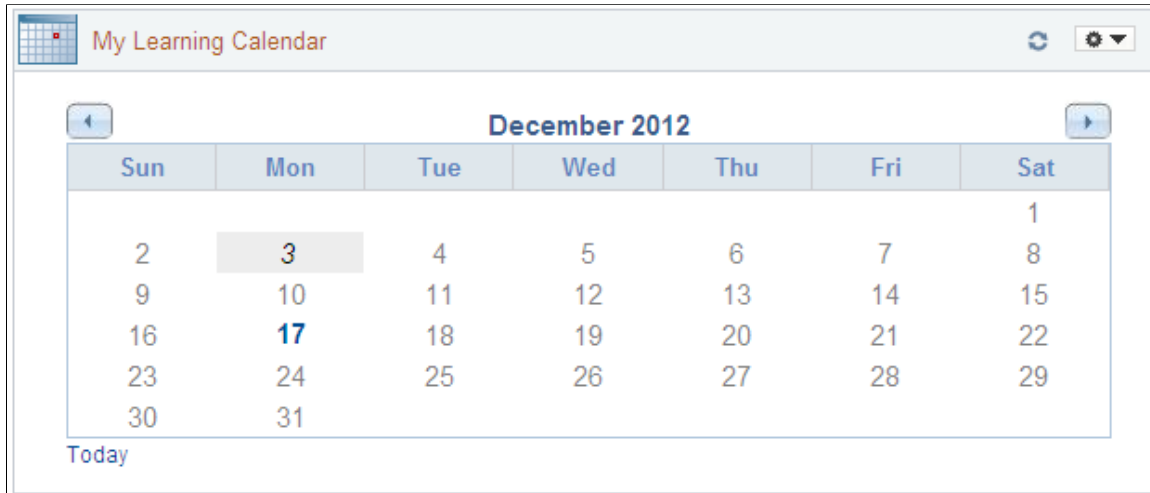 My Learning Calendar
December 2012
Sun Mon Tue Wed Thu Fri Sat
1
2 3 4 5 6 7 8
9 10 11 12 13 14 15
16 17 18 19 20 21 22
23 24 25 26 27 28 29
30 31
Today